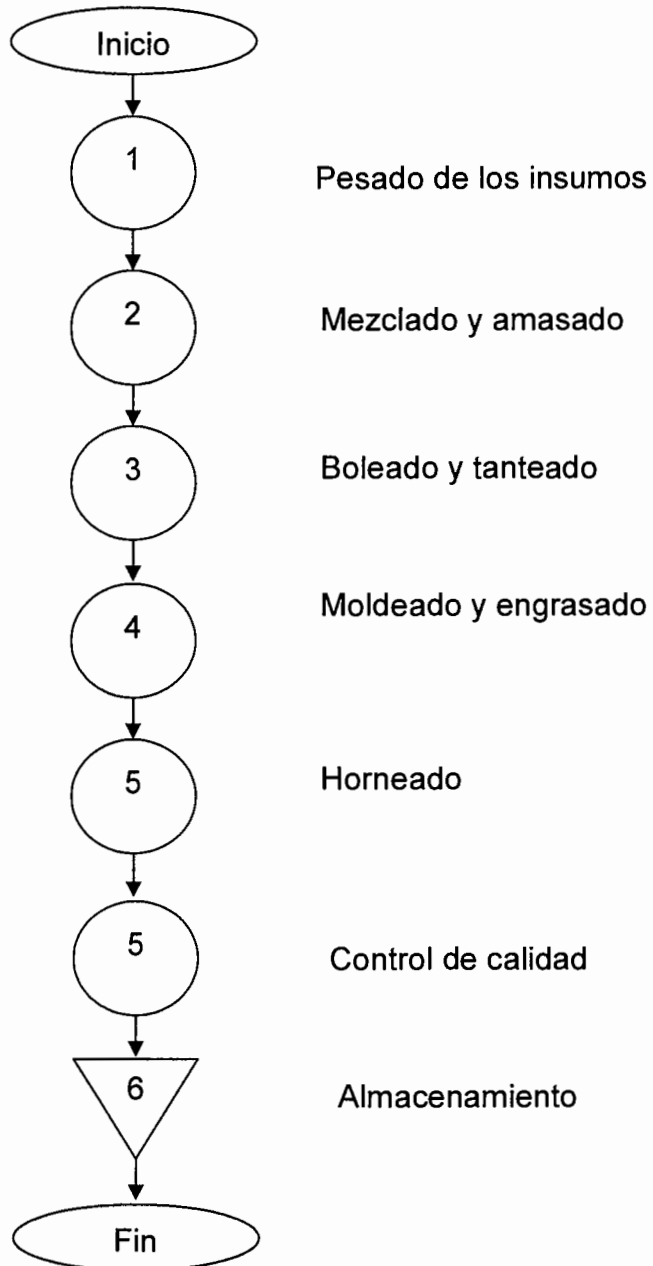 Inicio
1 Pesado de los insumos
2 Mezclado y amasado
3 Boleado y tanteado
4 Moldeado y engrasado
5 Horneado
5 Control de calidad
6 Almacenamiento
Fin